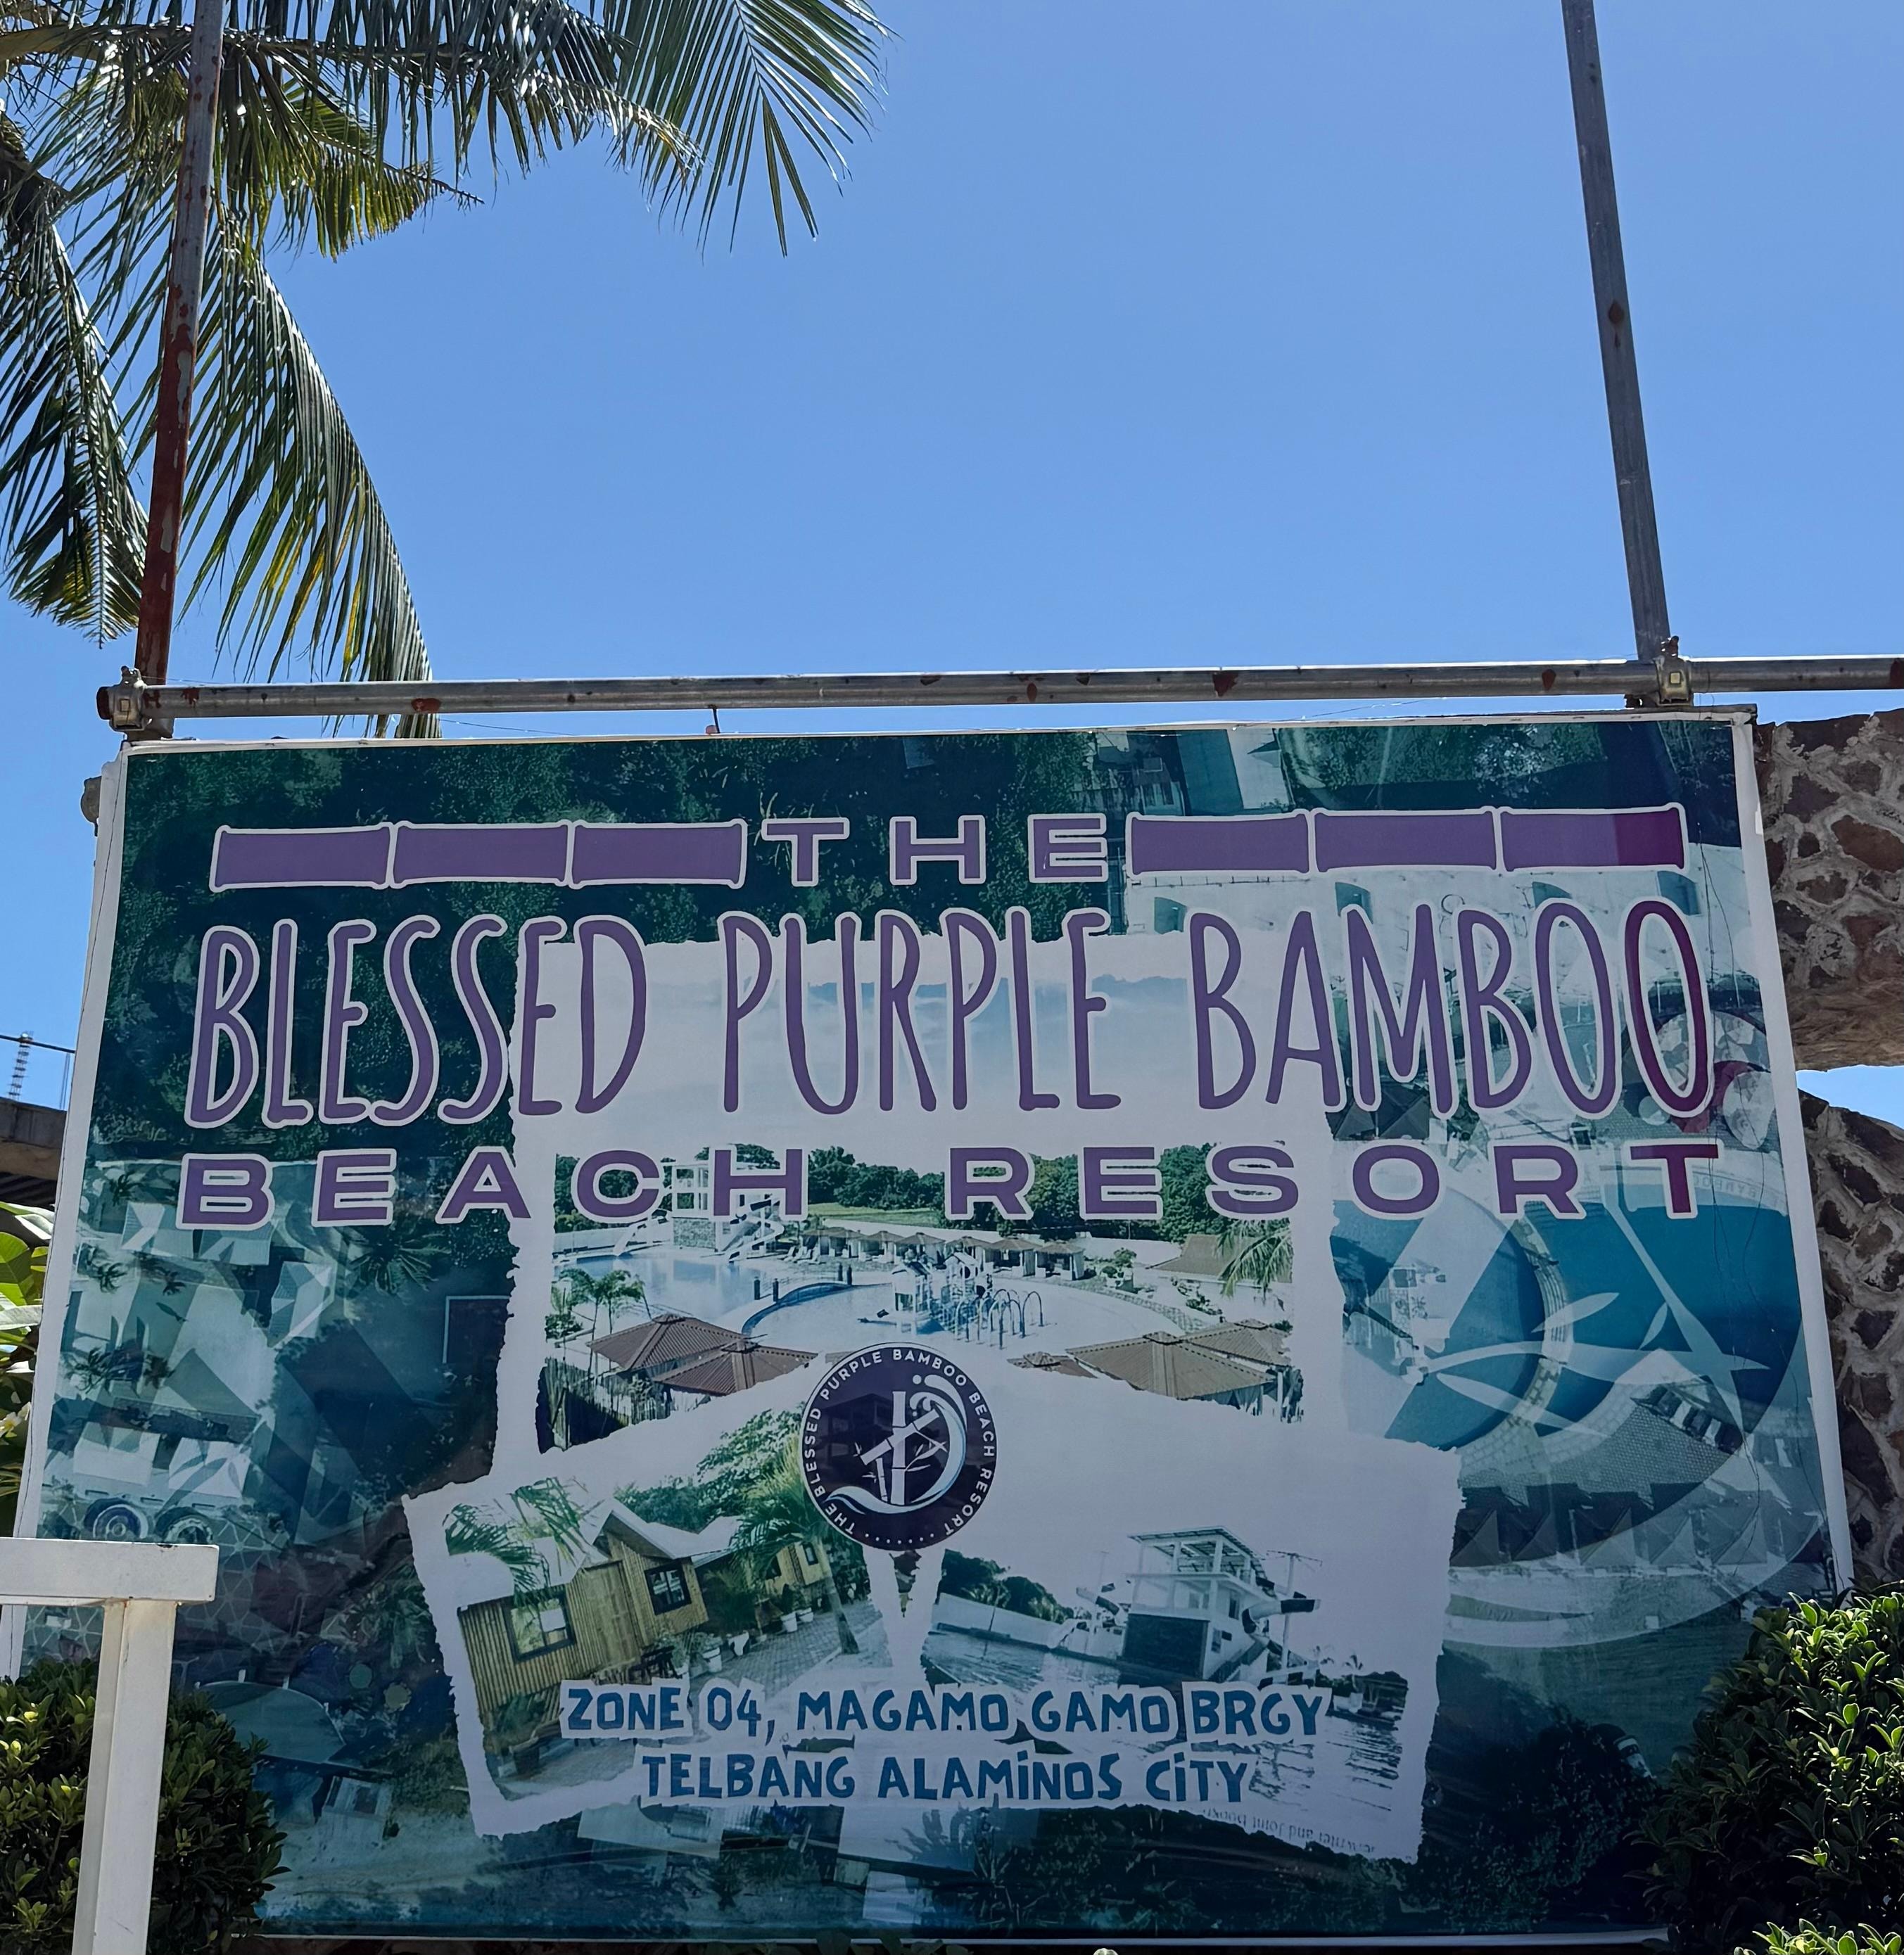 THE
BLESSED PURPLE BAMBOO
BEACH RESORT
THE BLESSED PURPLE BAMBOO BEACH RESORT
ZONE 04, MAGAMO GAMO BRGY
TELBANG ALAMINOS CITY